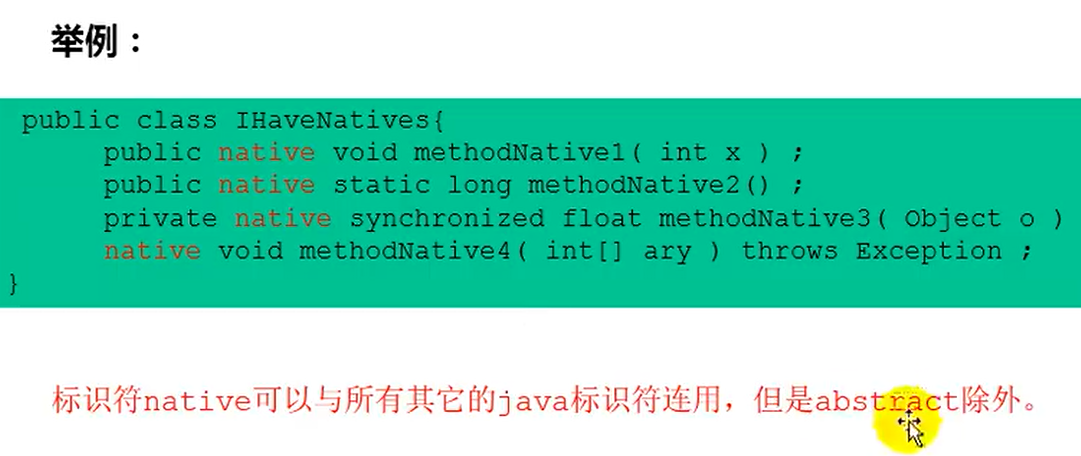 举例：
public class IHaveNatives{
public native void methodNative1( int x ) ;
public native static long methodNative2() ;
private native synchronized float methodNative3( Object o )
native void methodNative4( int[] ary ) throws Exception ;
}
标识符native可以与所有其它的java标识符连用，但是abstract除外。